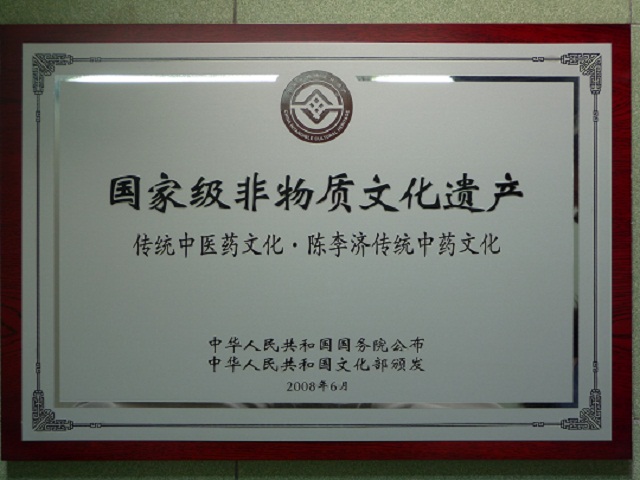 国家级非物质文化遗产
传统中医药文化·陈李济传统中药文化
中华人民共和国国务院公布
中华人民共和国文化部颁发
2008年6月